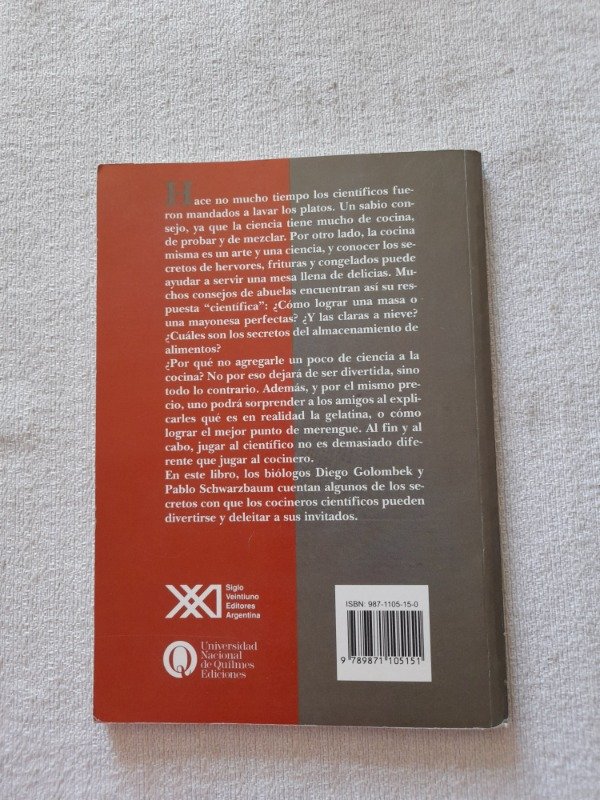 Hace no mucho tiempo los científicos fue-
ron mandados a lavar los platos. Un sabio con-
sejo, ya que la ciencia tiene mucho de cocina,
de probar y de mezclar. Por otro lado, la cocina
misma es un arte y una ciencia, y conocer los se-
cretos de hervores, frituras y congelados puede
ayudar a servir una mesa llena de delicias. Mu-
chos consejos de abuelas encuentran así su res-
puesta “científica”: ¿Cómo lograr una masa o
una mayonesa perfectas? ¿Y las claras a nieve?
¿Cuáles son los secretos del almacenamiento de
alimentos?
¿Por qué no agregarle un poco de ciencia a la
cocina? No por eso dejará de ser divertida, sino
todo lo contrario. Además, y por el mismo pre-
cio, uno podrá sorprender a los amigos al expli-
carles qué es en realidad la gelatina, o cómo
lograr el mejor punto de merengue. Al fin y al
cabo, jugar al científico no es demasiado dife-
rente que jugar al cocinero.
En este libro, los biólogos Diego Golombek y
Pablo Schwarzbaum cuentan algunos de los se-
cretos con que los cocineros científicos pueden
divertirse y deleitar a sus invitados.
XXI
Siglo
Veintiuno
Editores
Argentina
Universidad
Nacional
de Quilmes
Ediciones
ISBN: 987-1105-15-0
9 789871 105151